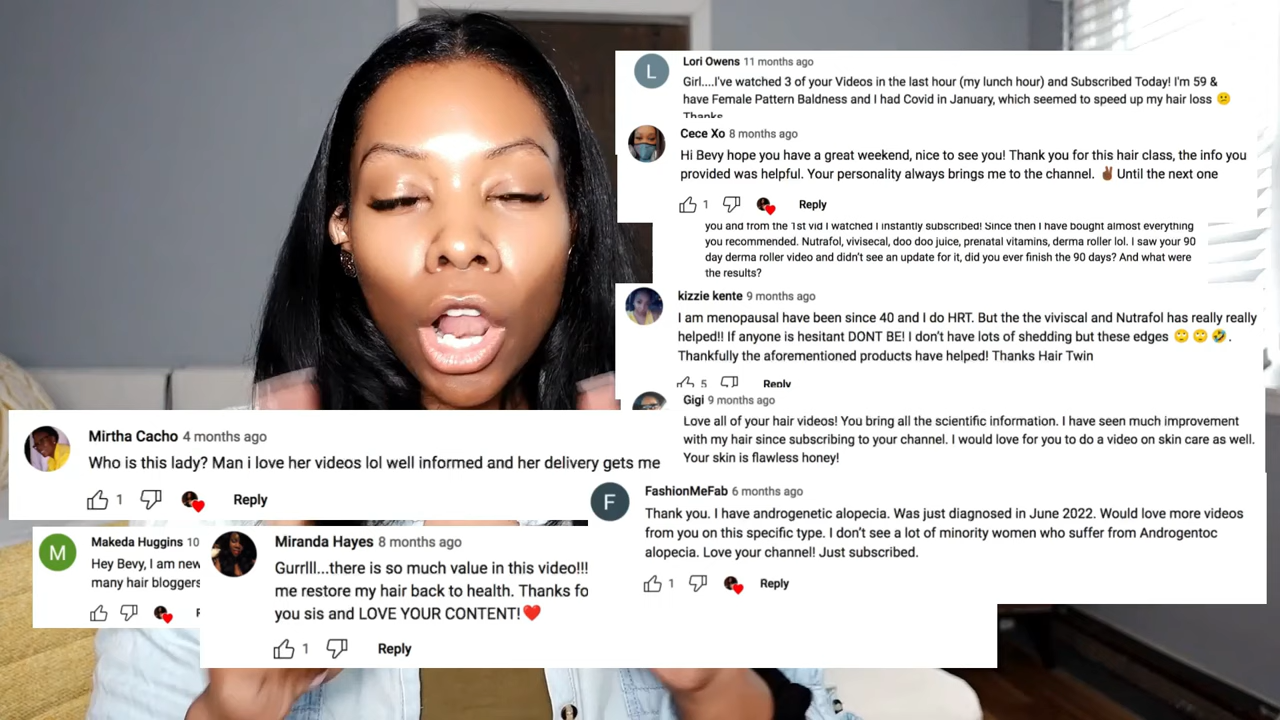 L
Lori Owens 11 months ago
Girl....I've watched 3 of your Videos in the last hour (my lunch hour) and Subscribed Today! I'm 59 &
have Female Pattern Baldness and I had Covid in January, which seemed to speed up my hair loss 😕
Thanks
Cece Xo 8 months ago
Hi Bevy hope you have a great weekend, nice to see you! Thank you for this hair class, the info you
provided was helpful. Your personality always brings me to the channel. ✌🏾 Until the next one
1 Reply
you and from the 1st vid I watched I instantly subscribed! Since then I have bought almost everything
you recommended. Nutrafol, vivisecal, doo doo juice, prenatal vitamins, derma roller lol. I saw your 90
day derma roller video and didn't see an update for it, did you ever finish the 90 days? And what were
the results?
kizzie kente 9 months ago
I am menopausal have been since 40 and I do HRT. But the the viviscal and Nutrafol has really really
helped!! If anyone is hesitant DONT BE! I don't have lots of shedding but these edges 🙄 🙄 🤣 .
Thankfully the aforementioned products have helped! Thanks Hair Twin
5 Reply
Gigi 9 months ago
Love all of your hair videos! You bring all the scientific information. I have seen much improvement
with my hair since subscribing to your channel. I would love for you to do a video on skin care as well.
Your skin is flawless honey!
Mirtha Cacho 4 months ago
Who is this lady? Man i love her videos lol well informed and her delivery gets me
1 Reply
F
FashionMeFab 6 months ago
Thank you. I have androgenetic alopecia. Was just diagnosed in June 2022. Would love more videos
from you on this specific type. I don't see a lot of minority women who suffer from Androgentoc
alopecia. Love your channel! Just subscribed.
1 Reply
M
Makeda Huggins 10
Hey Bevy, I am new
many hair bloggers
Miranda Hayes 8 months ago
Gurrlll...there is so much value in this video!!!
me restore my hair back to health. Thanks fo
you sis and LOVE YOUR CONTENT!❤️
1 Reply